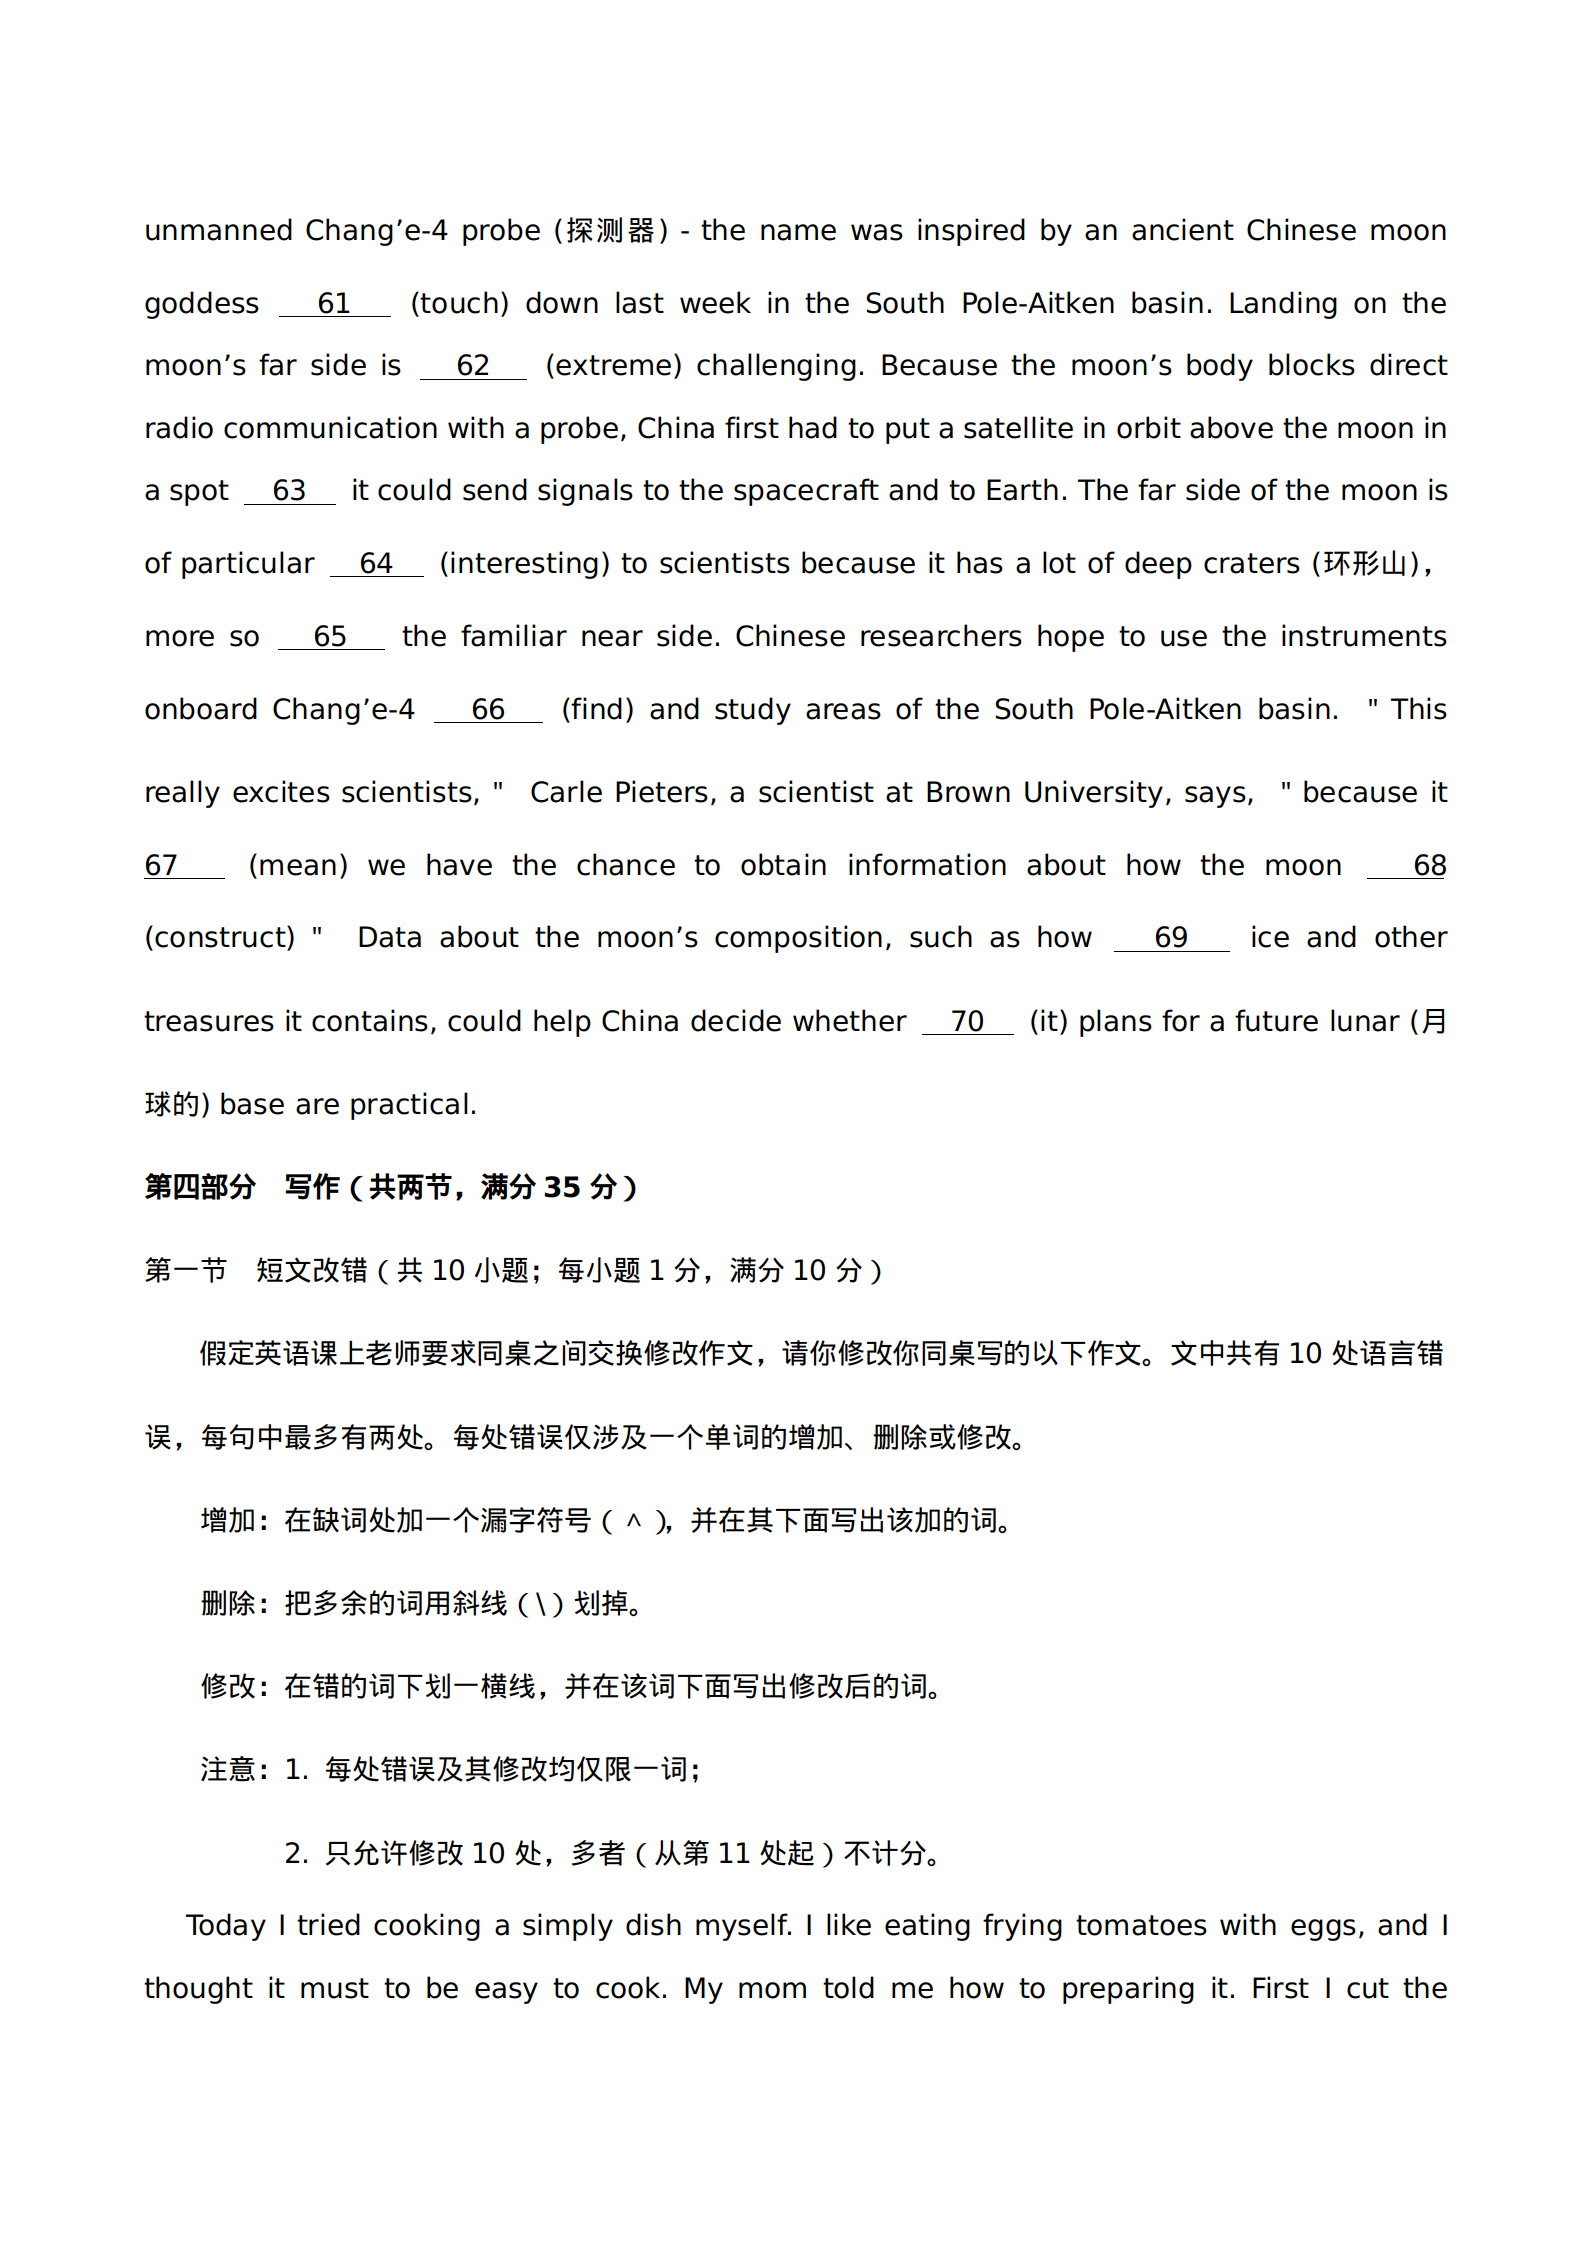 unmanned Chang’e-4 probe (探测器) - the name was inspired by an ancient Chinese moon
goddess 61 (touch) down last week in the South Pole-Aitken basin. Landing on the
moon’s far side is 62 (extreme) challenging. Because the moon’s body blocks direct
radio communication with a probe, China first had to put a satellite in orbit above the moon in
a spot 63 it could send signals to the spacecraft and to Earth. The far side of the moon is
of particular 64 (interesting) to scientists because it has a lot of deep craters (环形山)，
more so 65 the familiar near side. Chinese researchers hope to use the instruments
onboard Chang’e-4 66 (find) and study areas of the South Pole-Aitken basin. " This
really excites scientists, " Carle Pieters, a scientist at Brown University, says, " because it
67 (mean) we have the chance to obtain information about how the moon 68
(construct) " Data about the moon’s composition, such as how 69 ice and other
treasures it contains, could help China decide whether 70 (it) plans for a future lunar (月
球的) base are practical.
第四部分　写作（共两节，满分 35 分）
第一节　短文改错（共 10 小题；每小题 1 分，满分 10 分）
假定英语课上老师要求同桌之间交换修改作文，请你修改你同桌写的以下作文。文中共有 10 处语言错
误，每句中最多有两处。每处错误仅涉及一个单词的增加、删除或修改。
增加：在缺词处加一个漏字符号（ ∧ ），并在其下面写出该加的词。
删除：把多余的词用斜线（\）划掉。
修改：在错的词下划一横线，并在该词下面写出修改后的词。
注意：1. 每处错误及其修改均仅限一词；
2. 只允许修改 10 处，多者（从第 11 处起）不计分。
Today I tried cooking a simply dish myself. I like eating frying tomatoes with eggs, and I
thought it must to be easy to cook. My mom told me how to preparing it. First I cut the